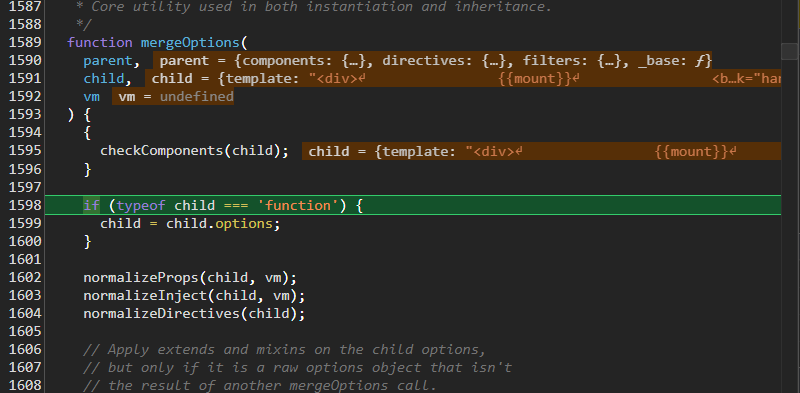 1587 * Core utility used in both instantiation and inheritance.
1588 */
1589 function mergeOptions(
1590 parent, parent = {components: {…}, directives: {…}, filters: {…}, _base: ƒ}
1591 child, child = {template: "<div>↵ {{mount}}↵ <b…k="har
1592 vm vm = undefined
1593 ) {
1594 {
1595 checkComponents(child); child = {template: "<div>↵ {{mount}}↵
1596 }
1597
1598 if (typeof child === 'function') {
1599 child = child.options;
1600 }
1601
1602 normalizeProps(child, vm);
1603 normalizeInject(child, vm);
1604 normalizeDirectives(child);
1605
1606 // Apply extends and mixins on the child options,
1607 // but only if it is a raw options object that isn't
1608 // the result of another mergeOptions call.